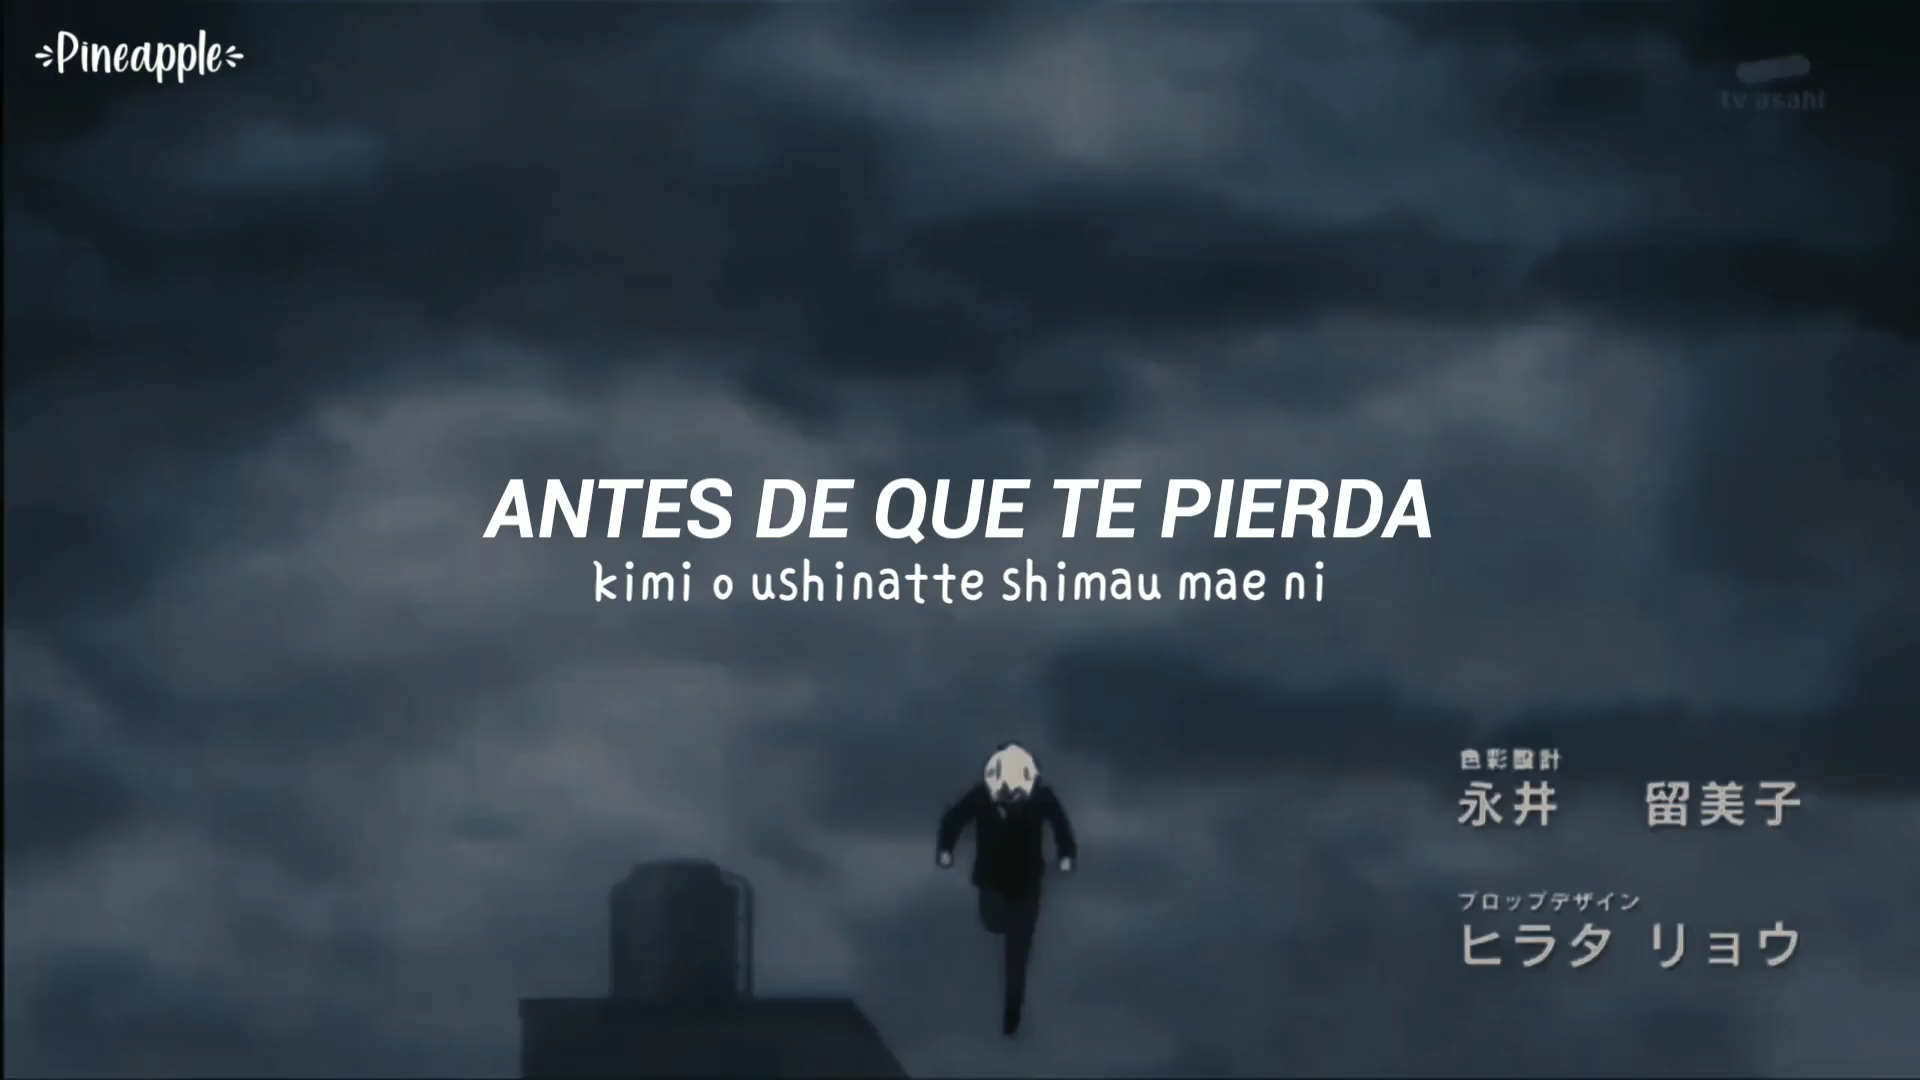 Pineapple
tv asahi
ANTES DE QUE TE PIERDA
kimi o ushinatte shimau mae ni
色彩設計
永井 留美子
プロップデザイン
ヒラタ リョウ